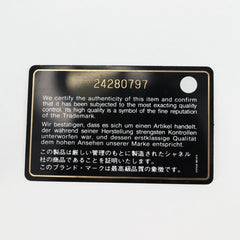 24280797
We certify the authenticity of this item and confirm
that it has been subjected to the most exacting quality
control. Its high quality is a symbol of the fine reputation
of the Trademark.
Wir bestätigen, dass es sich um einen Artikel handelt,
der während seiner Herstellung strengsten Kontrollen
unterworfen war, und dessen erstklassige Qualität
dem hohen Ansehen unserer Marke entspricht.
この製品は厳しい管理のもとに製造されたシャネル
社の商品であることを証明いたします。
このブランド・マークは最高級品質の象徴です。